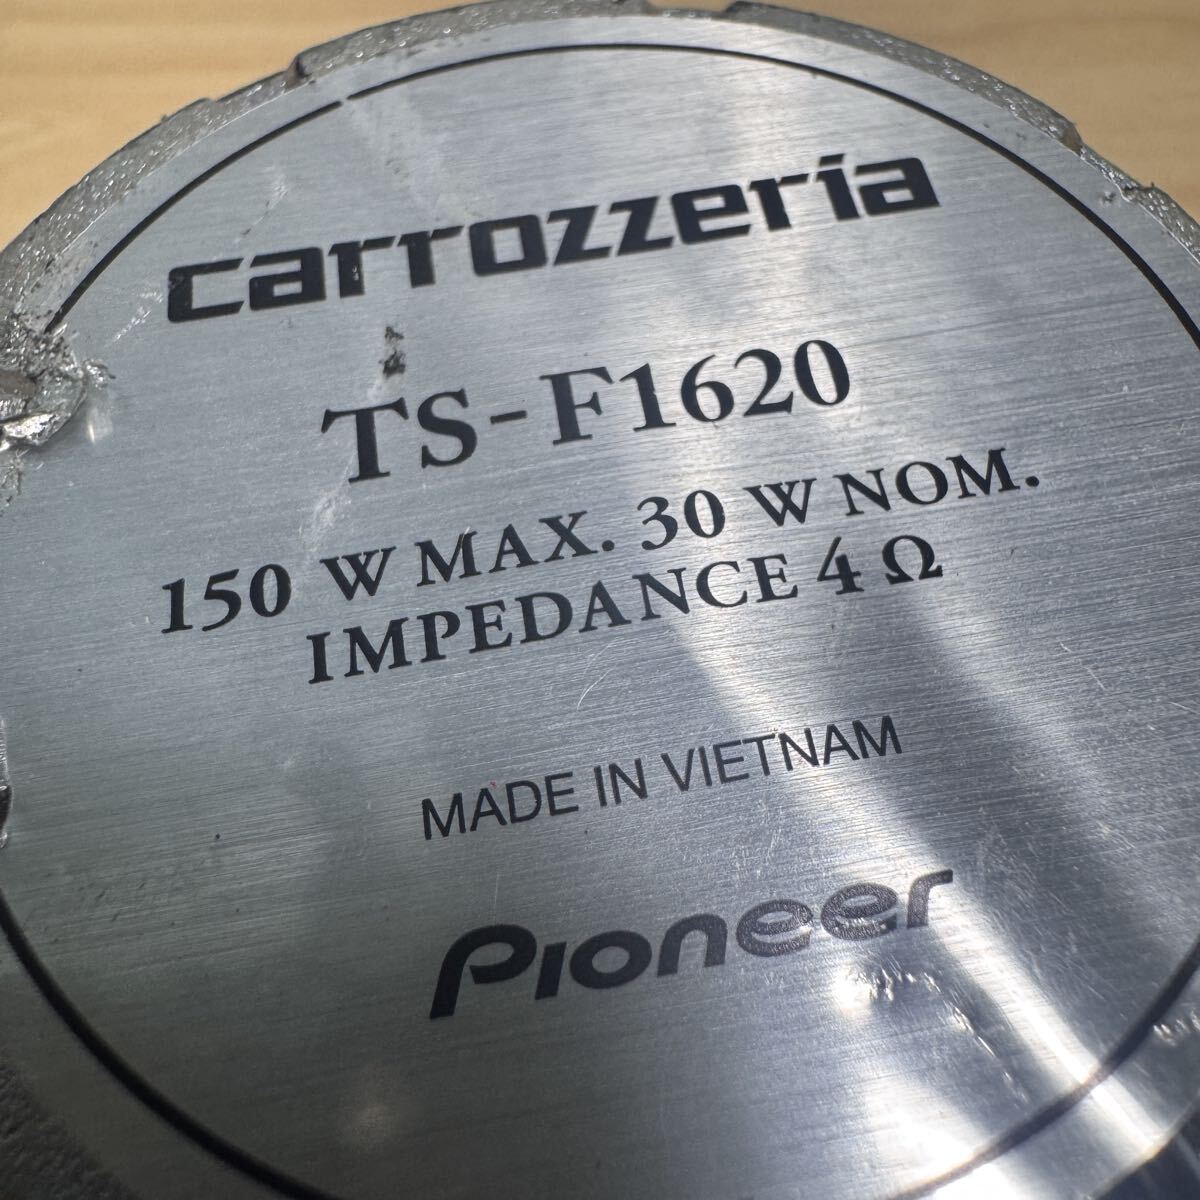 carrozzeria
TS-F1620
150 W MAX. 30 W NOM.
IMPEDANCE 4 Ω
MADE IN VIETNAM
Pioneer